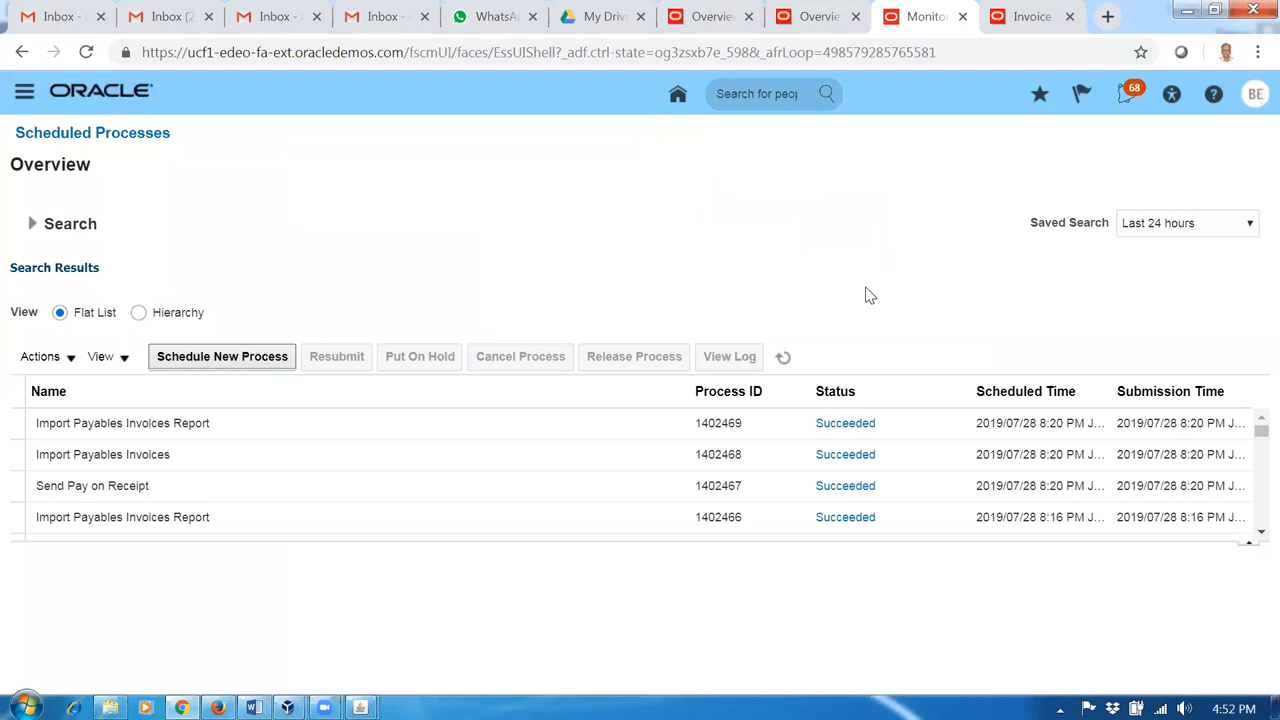 Inbox - Inbox - Inbox - Inbox - Whats My Driv Overvie Overvie Monitor Invoice
https://ucf1-edeo-fa-ext.oracledemos.com/fscmUI/faces/EssUIShell?_adf.ctrl-state=og3zsxb7e_598&_afrLoop=498579285765581
ORACLE Search for peop 68 BE
Scheduled Processes
Overview
Search Saved Search Last 24 hours
Search Results
View Flat List Hierarchy
Actions View Schedule New Process Resubmit Put On Hold Cancel Process Release Process View Log
Name Process ID Status Scheduled Time Submission Time
Import Payables Invoices Report 1402469 Succeeded 2019/07/28 8:20 PM J... 2019/07/28 8:20 PM J...
Import Payables Invoices 1402468 Succeeded 2019/07/28 8:20 PM J... 2019/07/28 8:20 PM J...
Send Pay on Receipt 1402467 Succeeded 2019/07/28 8:20 PM J... 2019/07/28 8:20 PM J...
Import Payables Invoices Report 1402466 Succeeded 2019/07/28 8:16 PM J... 2019/07/28 8:16 PM J...
4:52 PM